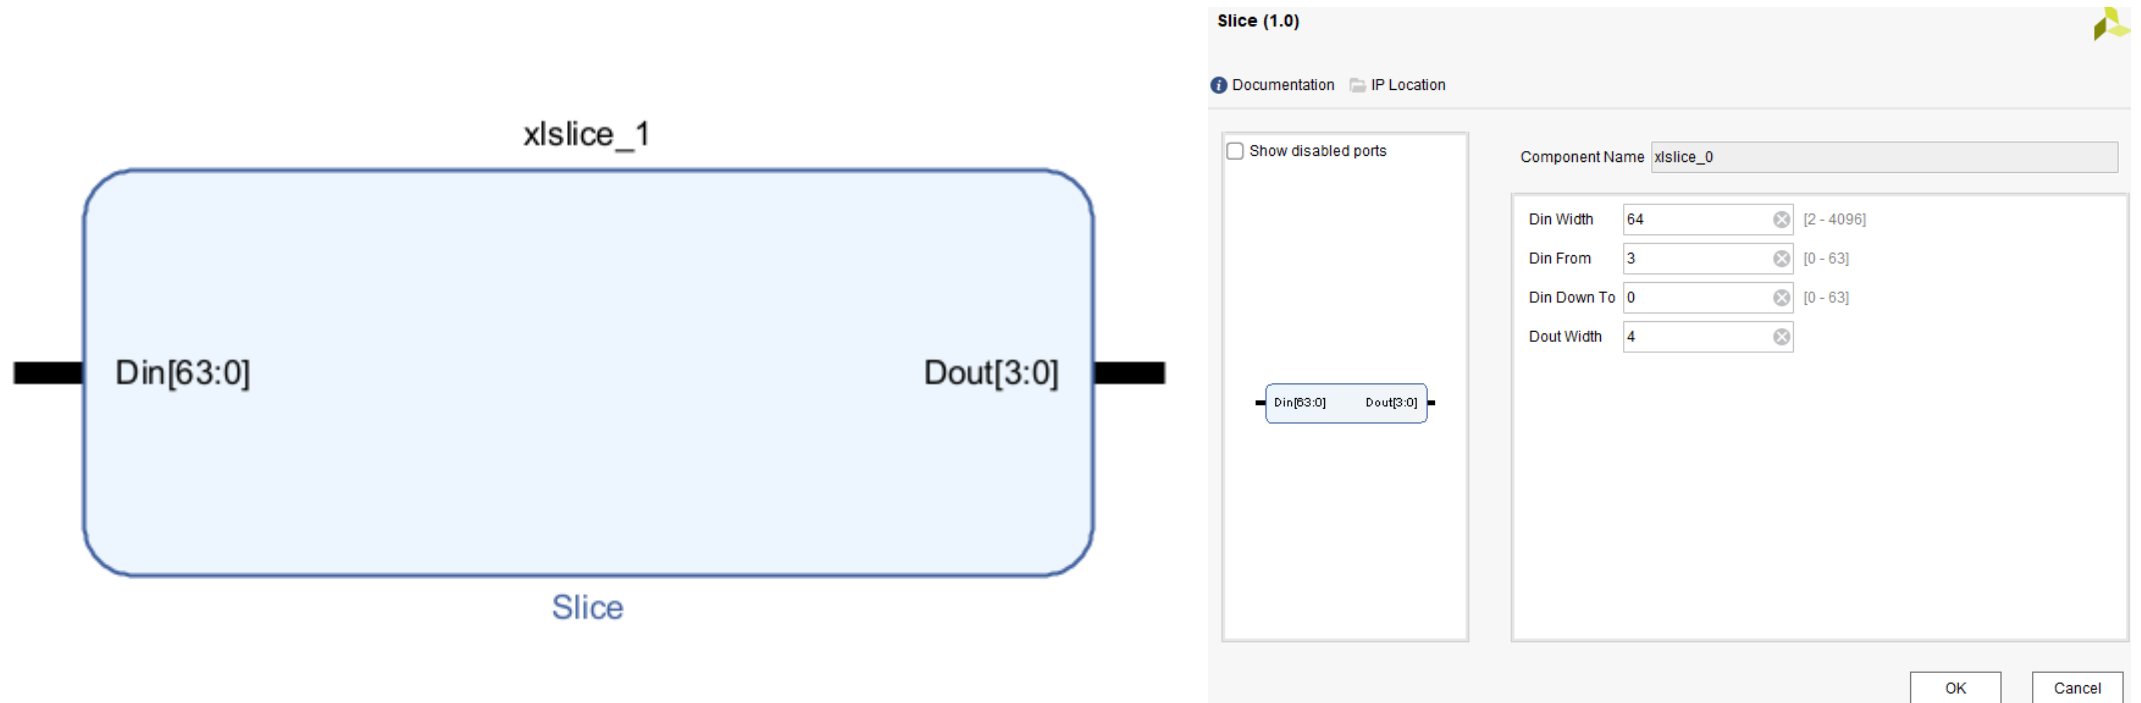 xlslice_1
Din[63:0]
Dout[3:0]
Slice
Slice (1.0)
i Documentation IP Location
Show disabled ports
Din[63:0] Dout[3:0]
Component Name xlslice_0
Din Width 64 [2 - 4096]
Din From 3 [0 - 63]
Din Down To 0 [0 - 63]
Dout Width 4
OK Cancel